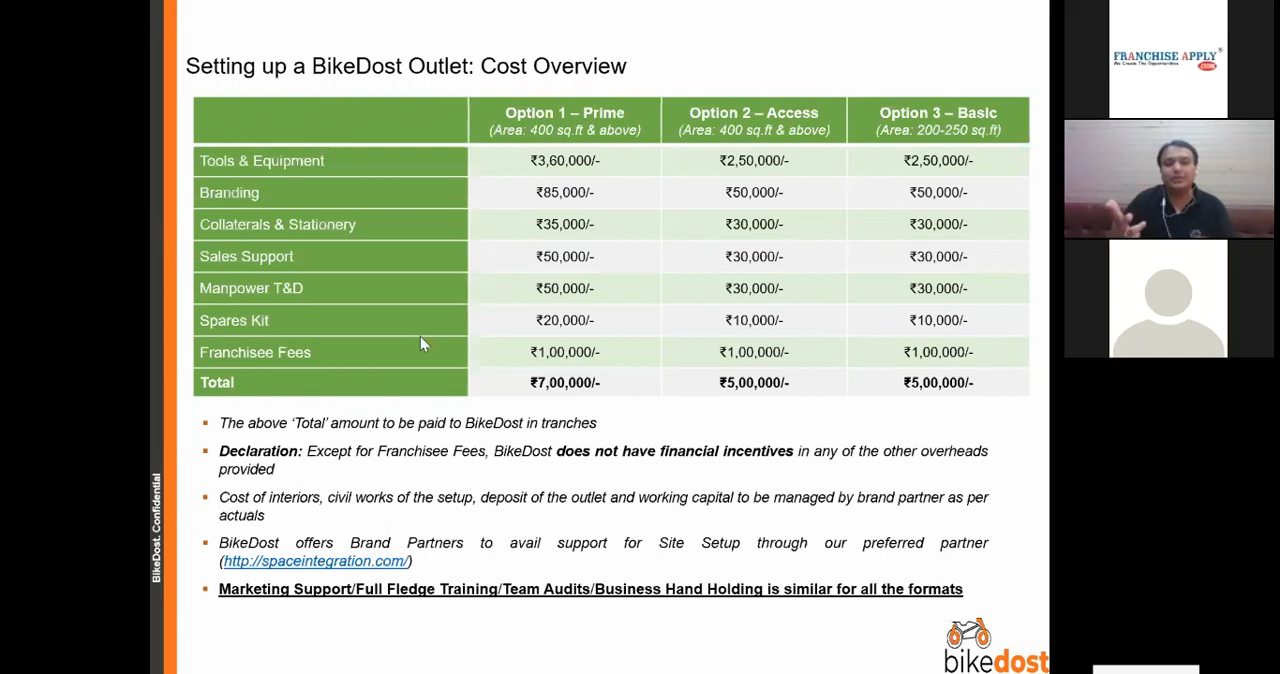 Setting up a BikeDost Outlet: Cost Overview
Option 1 – Prime
(Area: 400 sq.ft & above)
Option 2 – Access
(Area: 400 sq.ft & above)
Option 3 – Basic
(Area: 200-250 sq.ft)
Tools & Equipment ₹3,60,000/- ₹2,50,000/- ₹2,50,000/-
Branding ₹85,000/- ₹50,000/- ₹50,000/-
Collaterals & Stationery ₹35,000/- ₹30,000/- ₹30,000/-
Sales Support ₹50,000/- ₹30,000/- ₹30,000/-
Manpower T&D ₹50,000/- ₹30,000/- ₹30,000/-
Spares Kit ₹20,000/- ₹10,000/- ₹10,000/-
Franchisee Fees ₹1,00,000/- ₹1,00,000/- ₹1,00,000/-
Total ₹7,00,000/- ₹5,00,000/- ₹5,00,000/-
▪ The above ‘Total’ amount to be paid to BikeDost in tranches
▪ Declaration: Except for Franchisee Fees, BikeDost does not have financial incentives in any of the other overheads
provided
▪ Cost of interiors, civil works of the setup, deposit of the outlet and working capital to be managed by brand partner as per
actuals
▪ BikeDost offers Brand Partners to avail support for Site Setup through our preferred partner
(http://spaceintegration.com/)
▪ Marketing Support/Full Fledge Training/Team Audits/Business Hand Holding is similar for all the formats
BikeDost. Confidential
bikedost
FRANCHISE APPLY®
We Create The Opportunities
.com